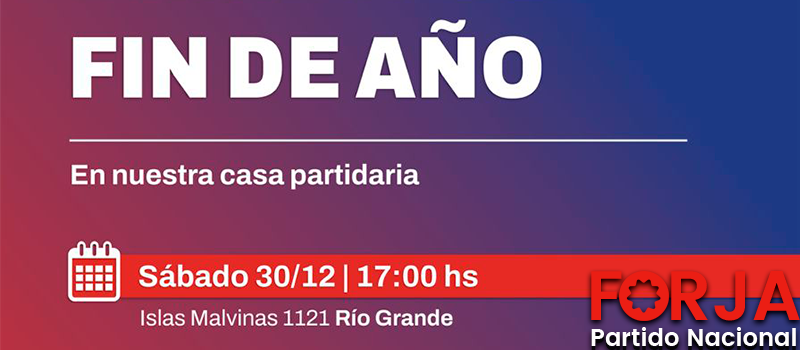 FIN DE AÑO
En nuestra casa partidaria
Sábado 30/12 | 17:00 hs
Islas Malvinas 1121 Río Grande
FORJA
Partido Nacional